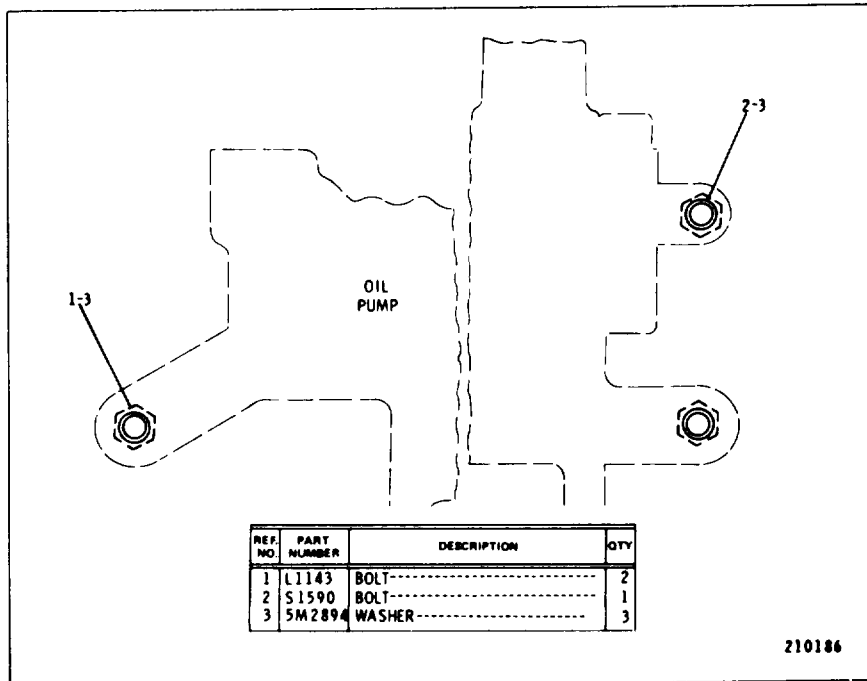 2-3
1-3
OIL
PUMP
REF. NO. PART NUMBER DESCRIPTION QTY
1 L1143 BOLT 2
2 S1590 BOLT 1
3 5M2894 WASHER 3
210186